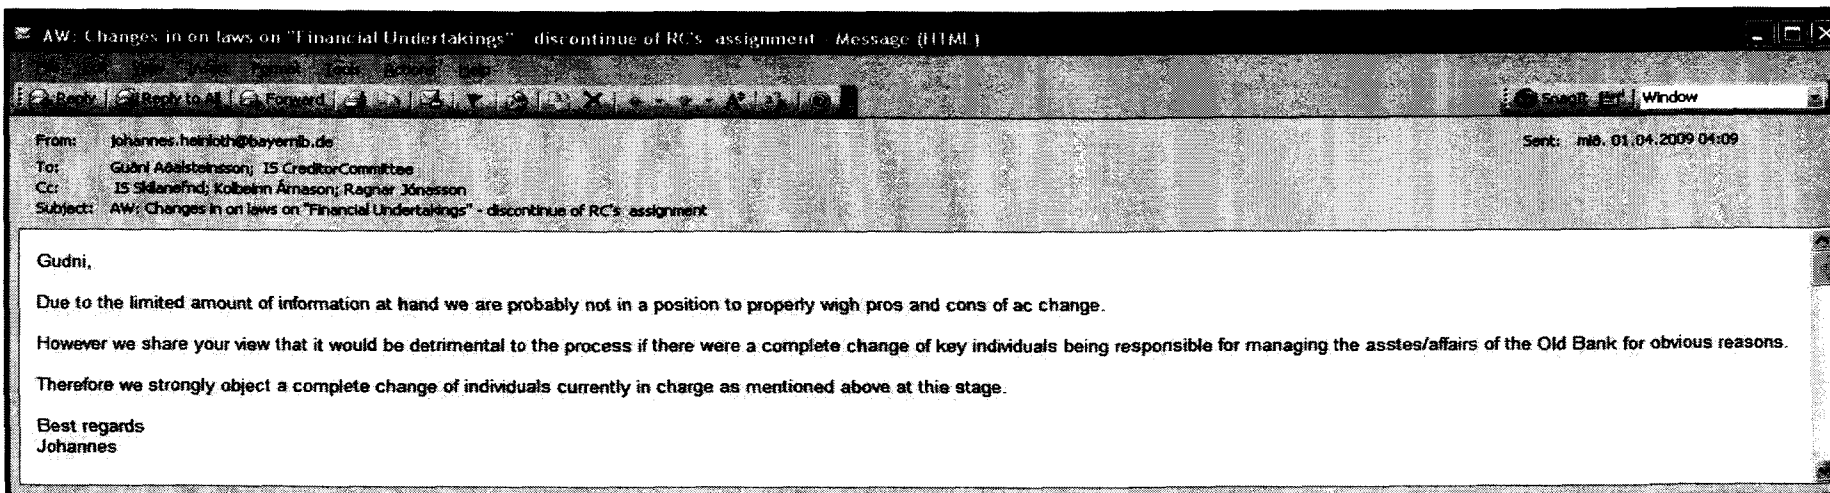 AW: Changes in on laws on "Financial Undertakings" - discontinue of RC's assignment - Message (HTML)
Tools Actions Help
Reply Reply to All Forward
SnagIt Window
From: johannes.heinloth@bayernlb.de Sent: mið. 01.04.2009 04:09
To: Guðni Aðalsteinsson; IS CreditorCommittee
Cc: IS Skilanefnd; Kolbeinn Árnason; Ragnar Jónasson
Subject: AW: Changes in on laws on "Financial Undertakings" - discontinue of RC's assignment
Gudni,
Due to the limited amount of information at hand we are probably not in a position to properly wigh pros and cons of ac change.
However we share your view that it would be detrimental to the process if there were a complete change of key individuals being responsible for managing the asstes/affairs of the Old Bank for obvious reasons.
Therefore we strongly object a complete change of individuals currently in charge as mentioned above at this stage.
Best regards
Johannes